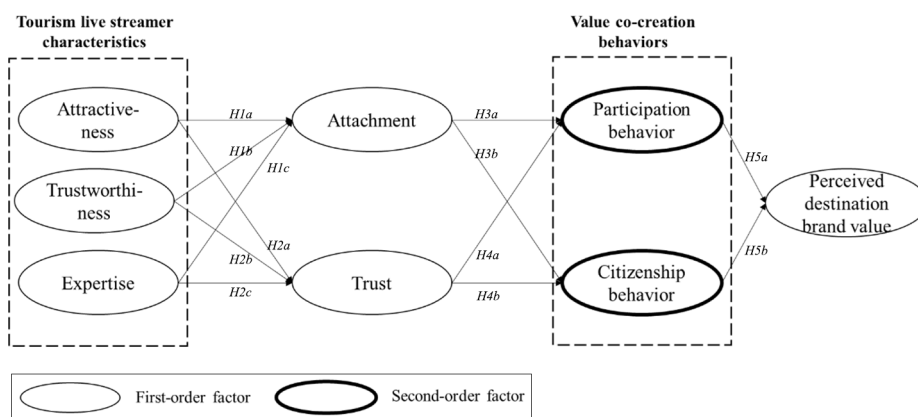 Tourism live streamer
characteristics
Value co-creation
behaviors
Attractive-
ness
H1a
Attachment
H3a
Participation
behavior
H1b
H3b
H1c
H5a
Trustworthi-
ness
Perceived
destination
brand value
H2a
H4a
H2b
H5b
Expertise
H2c
Trust
H4b
Citizenship
behavior
First-order factor
Second-order factor